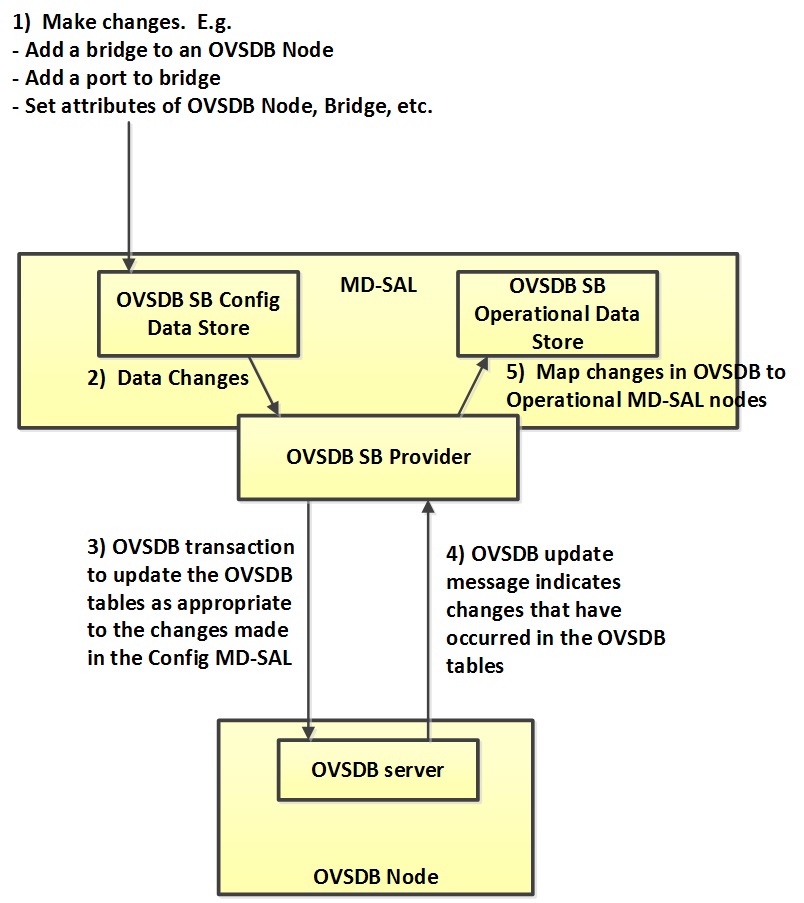 1)  Make changes.  E.g.
- Add a bridge to an OVSDB Node
- Add a port to bridge
- Set attributes of OVSDB Node, Bridge, etc.
MD-SAL
OVSDB SB Config
Data Store
OVSDB SB
Operational Data
Store
2)  Data Changes
5)  Map changes in OVSDB to
Operational MD-SAL nodes
OVSDB SB Provider
3) OVSDB transaction
to update the OVSDB
tables as appropriate
to the changes made
in the Config MD-SAL
4) OVSDB update
message indicates
changes that have
occurred in the OVSDB
tables
OVSDB server
OVSDB Node